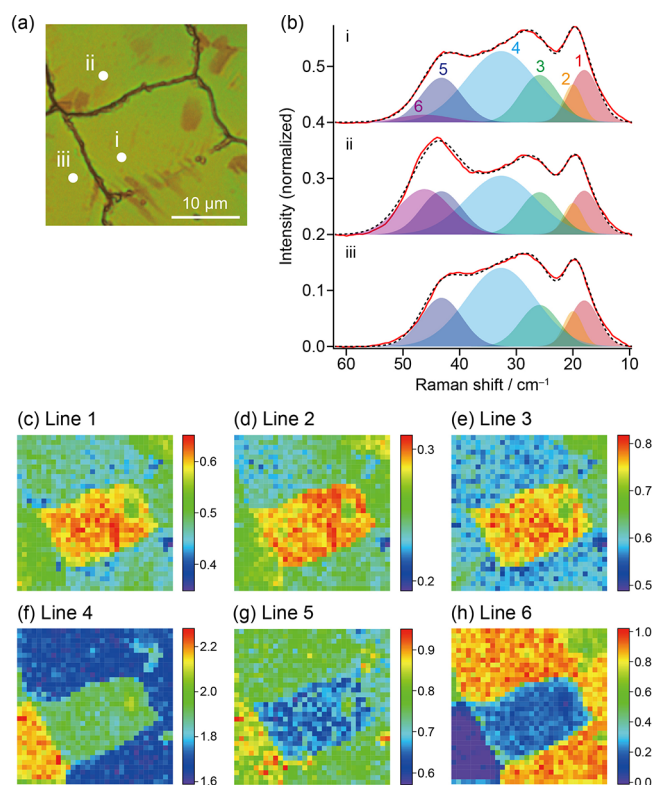 (a)
ii
i
iii
10 µm
(b)
Intensity (normalized)
i
0.5
0.4
1
2
3
4
5
6
ii
0.3
0.2
iii
0.1
0.0
60 50 40 30 20 10
Raman shift / cm⁻¹
(c) Line 1
0.6
0.5
0.4
(d) Line 2
0.3
0.2
(e) Line 3
0.8
0.7
0.6
0.5
(f) Line 4
2.2
2.0
1.8
1.6
(g) Line 5
0.9
0.8
0.7
0.6
(h) Line 6
1.0
0.8
0.6
0.4
0.2
0.0